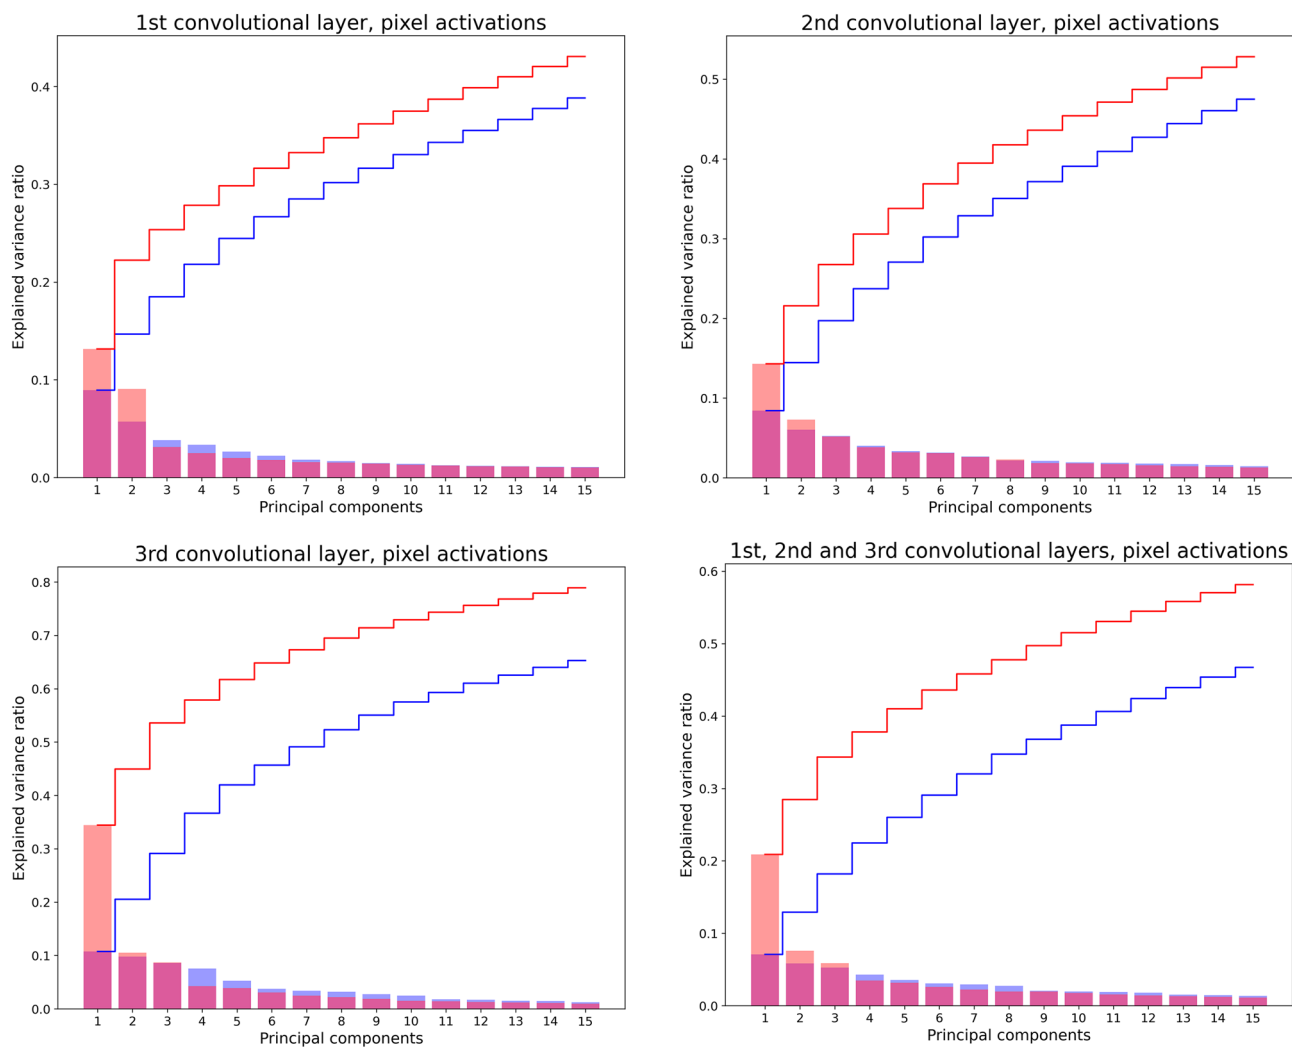 1st convolutional layer, pixel activations
Explained variance ratio
0.4
0.3
0.2
0.1
0.0
1 2 3 4 5 6 7 8 9 10 11 12 13 14 15
Principal components
2nd convolutional layer, pixel activations
Explained variance ratio
0.5
0.4
0.3
0.2
0.1
0.0
1 2 3 4 5 6 7 8 9 10 11 12 13 14 15
Principal components
3rd convolutional layer, pixel activations
Explained variance ratio
0.8
0.7
0.6
0.5
0.4
0.3
0.2
0.1
0.0
1 2 3 4 5 6 7 8 9 10 11 12 13 14 15
Principal components
1st, 2nd and 3rd convolutional layers, pixel activations
Explained variance ratio
0.6
0.5
0.4
0.3
0.2
0.1
0.0
1 2 3 4 5 6 7 8 9 10 11 12 13 14 15
Principal components